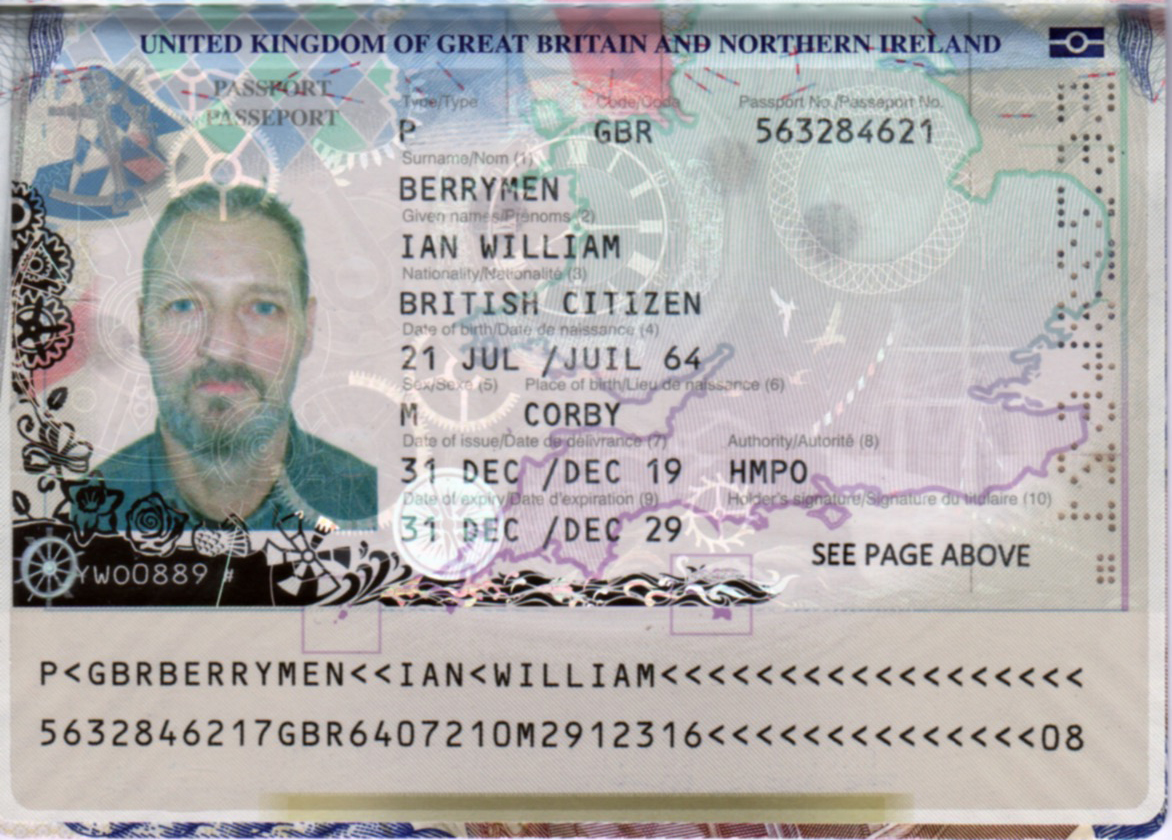 UNITED KINGDOM OF GREAT BRITAIN AND NORTHERN IRELAND
PASSPORT
PASSEPORT
Type/Type Code/Code Passport No./Passeport No.
P GBR 563284621
Surname/Nom (1)
BERRYMEN
Given names/Prénoms (2)
IAN WILLIAM
Nationality/Nationalité (3)
BRITISH CITIZEN
Date of birth/Date de naissance (4)
21 JUL /JUIL 64
Sex/Sexe (5) Place of birth/Lieu de naissance (6)
M CORBY
Date of issue/Date de délivrance (7) Authority/Autorité (8)
31 DEC /DEC 19 HMPO
Date of expiry/Date d'expiration (9) Holder's signature/Signature du titulaire (10)
31 DEC /DEC 29
SEE PAGE ABOVE
YWOO889 #
P<GBRBERRYMEN<<IAN<WILLIAM<<<<<<<<<<<<<<<<<<
5632846217GBR6407210M2912316<<<<<<<<<<<<<<08